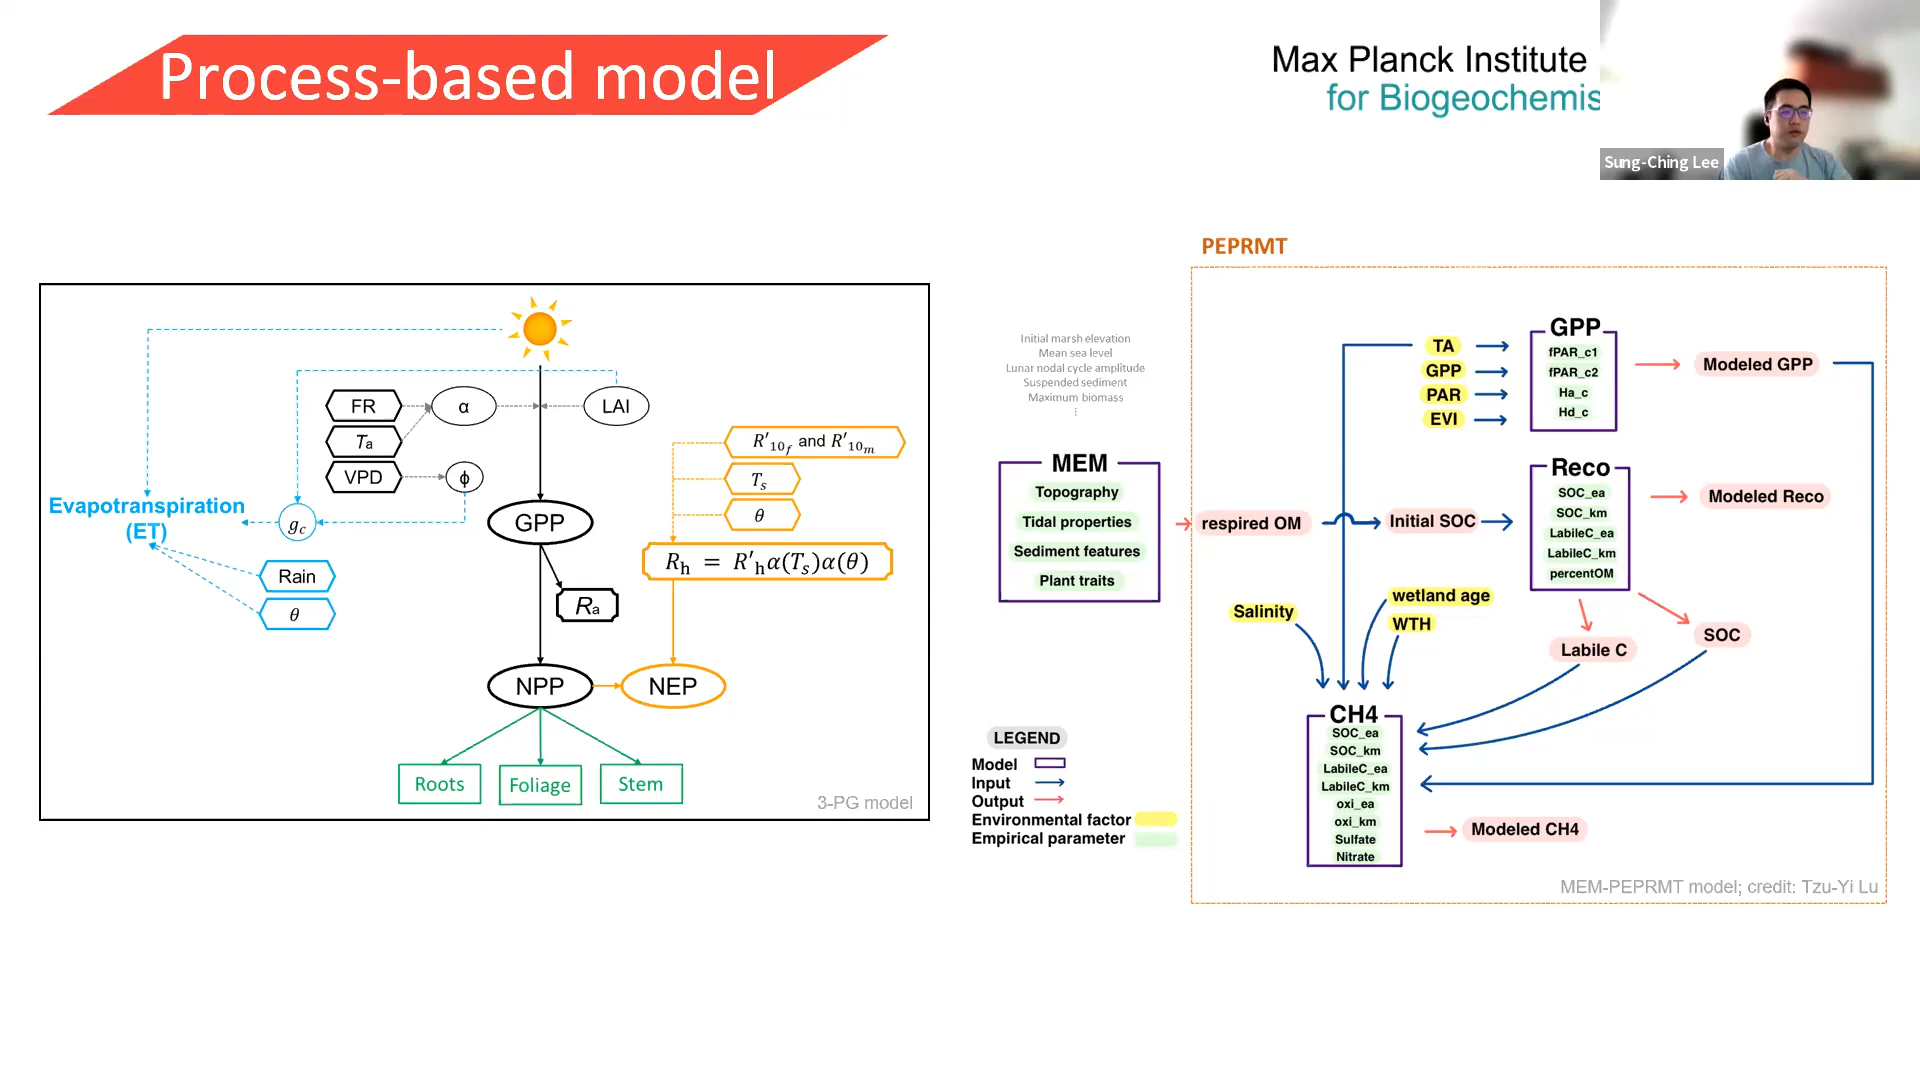 Process-based model
Max Planck Institute
for Biogeochemis
Sung-Ching Lee
FR
Ta
VPD
α
ϕ
LAI
Evapotranspiration
(ET)
gc
Rain
θ
GPP
Ra
NPP
NEP
R'10f and R'10m
Ts
θ
Rh = R'hα(Ts)α(θ)
Roots
Foliage
Stem
3-PG model
PEPRMT
Initial marsh elevation
Mean sea level
Lunar nodal cycle amplitude
Suspended sediment
Maximum biomass
⋮
MEM
Topography
Tidal properties
Sediment features
Plant traits
respired OM
Initial SOC
TA
GPP
PAR
EVI
GPP
fPAR_c1
fPAR_c2
Ha_c
Hd_c
Modeled GPP
Reco
SOC_ea
SOC_km
LabileC_ea
LabileC_km
percentOM
Modeled Reco
Salinity
wetland age
WTH
Labile C
SOC
CH4
SOC_ea
SOC_km
LabileC_ea
LabileC_km
oxi_ea
oxi_km
Sulfate
Nitrate
Modeled CH4
LEGEND
Model
Input
Output
Environmental factor
Empirical parameter
MEM-PEPRMT model; credit: Tzu-Yi Lu